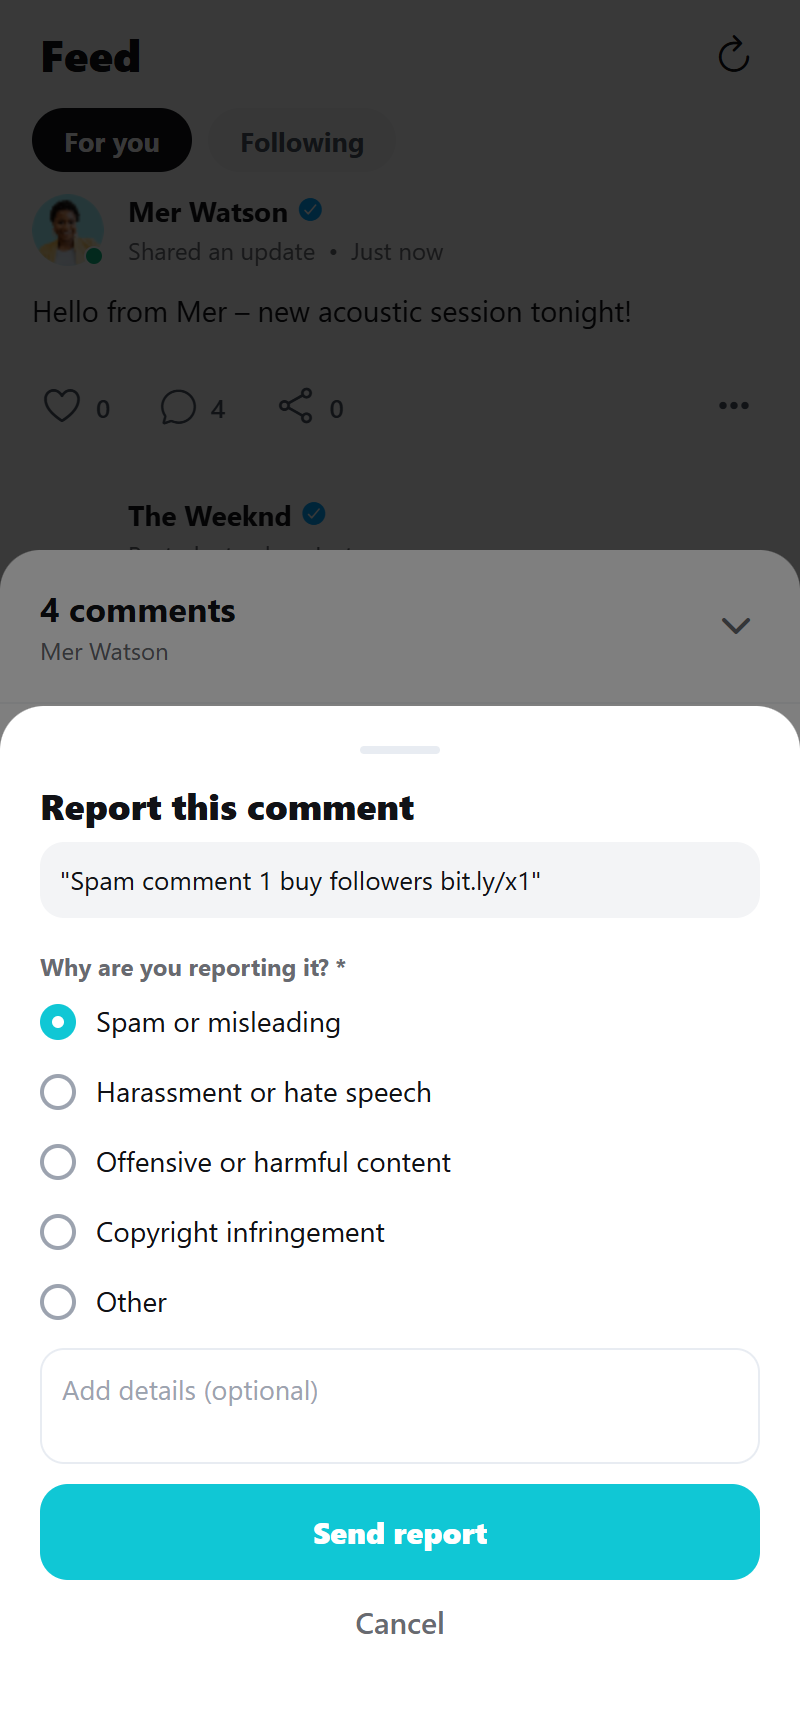 Feed
For you
Following
Mer Watson
Shared an update • Just now
Hello from Mer – new acoustic session tonight!
0
4
0
The Weeknd
4 comments
Mer Watson
Report this comment
"Spam comment 1 buy followers bit.ly/x1"
Why are you reporting it? *
Spam or misleading
Harassment or hate speech
Offensive or harmful content
Copyright infringement
Other
Add details (optional)
Send report
Cancel